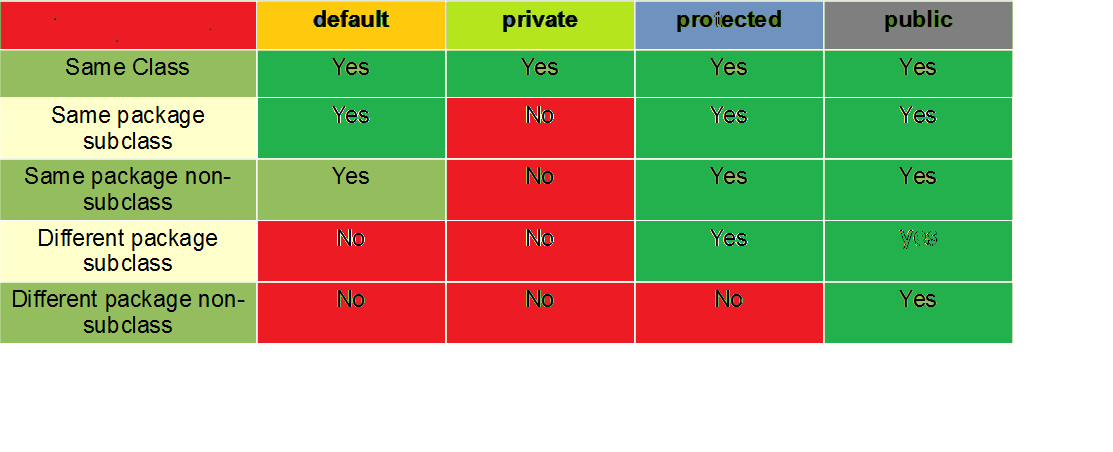 default private protected public
Same Class Yes Yes Yes Yes
Same package Yes No Yes Yes
subclass
Same package non- Yes No Yes Yes
subclass
Different package No No Yes yes
subclass
Different package non- No No No Yes
subclass